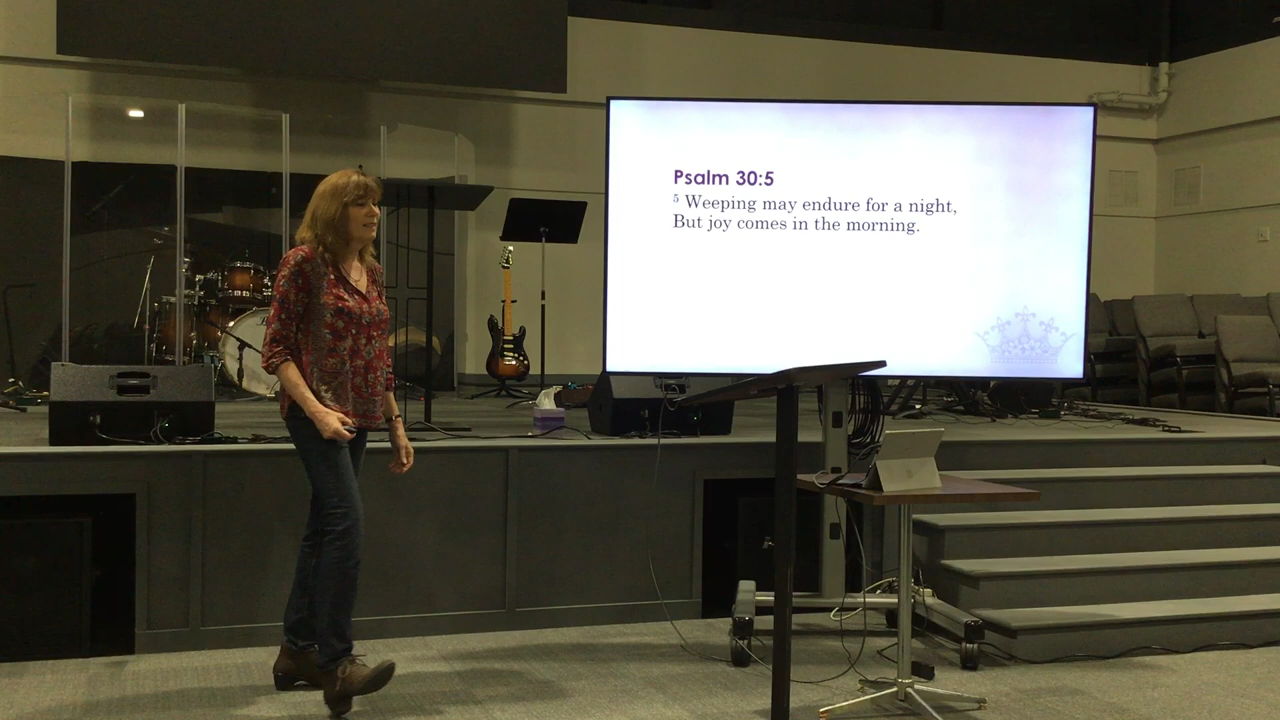 Psalm 30:5
5 Weeping may endure for a night,
But joy comes in the morning.